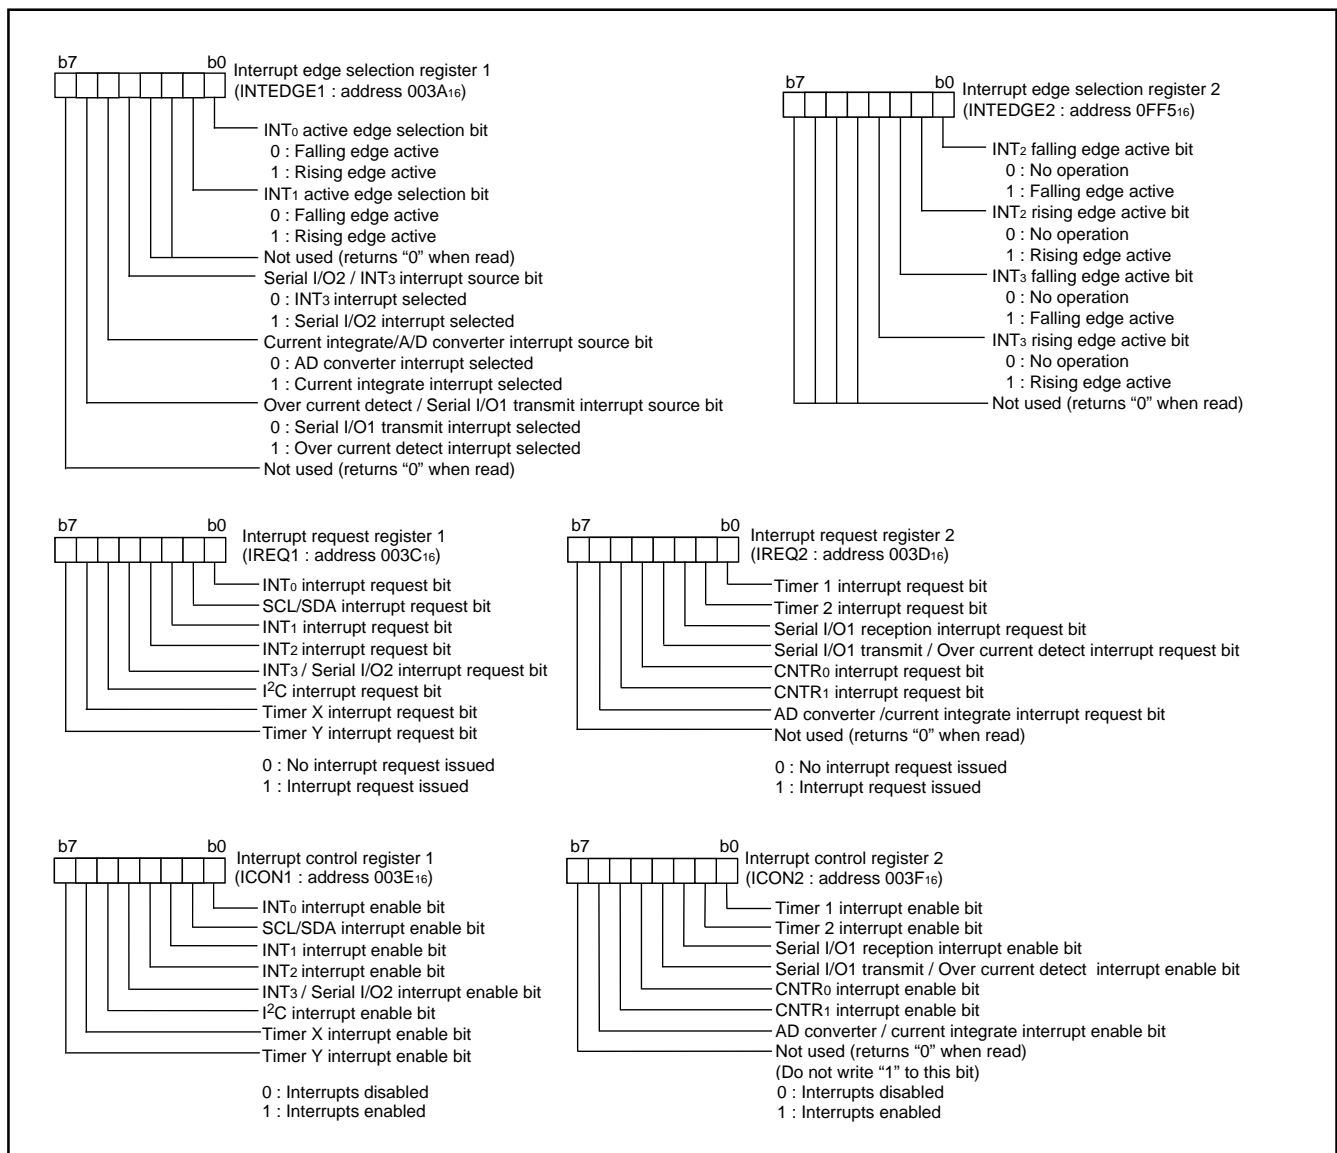 b7 b0
Interrupt edge selection register 1
(INTEDGE1 : address 003A16)
INT0 active edge selection bit
0 : Falling edge active
1 : Rising edge active
INT1 active edge selection bit
0 : Falling edge active
1 : Rising edge active
Not used (returns “0” when read)
Serial I/O2 / INT3 interrupt source bit
0 : INT3 interrupt selected
1 : Serial I/O2 interrupt selected
Current integrate/A/D converter interrupt source bit
0 : AD converter interrupt selected
1 : Current integrate interrupt selected
Over current detect / Serial I/O1 transmit interrupt source bit
0 : Serial I/O1 transmit interrupt selected
1 : Over current detect interrupt selected
Not used (returns “0” when read)
b7 b0
Interrupt edge selection register 2
(INTEDGE2 : address 0FF516)
INT2 falling edge active bit
0 : No operation
1 : Falling edge active
INT2 rising edge active bit
0 : No operation
1 : Rising edge active
INT3 falling edge active bit
0 : No operation
1 : Falling edge active
INT3 rising edge active bit
0 : No operation
1 : Rising edge active
Not used (returns “0” when read)
b7 b0
Interrupt request register 1
(IREQ1 : address 003C16)
INT0 interrupt request bit
SCL/SDA interrupt request bit
INT1 interrupt request bit
INT2 interrupt request bit
INT3 / Serial I/O2 interrupt request bit
I2C interrupt request bit
Timer X interrupt request bit
Timer Y interrupt request bit
0 : No interrupt request issued
1 : Interrupt request issued
b7 b0
Interrupt request register 2
(IREQ2 : address 003D16)
Timer 1 interrupt request bit
Timer 2 interrupt request bit
Serial I/O1 reception interrupt request bit
Serial I/O1 transmit / Over current detect interrupt request bit
CNTR0 interrupt request bit
CNTR1 interrupt request bit
AD converter /current integrate interrupt request bit
Not used (returns “0” when read)
0 : No interrupt request issued
1 : Interrupt request issued
b7 b0
Interrupt control register 1
(ICON1 : address 003E16)
INT0 interrupt enable bit
SCL/SDA interrupt enable bit
INT1 interrupt enable bit
INT2 interrupt enable bit
INT3 / Serial I/O2 interrupt enable bit
I2C interrupt enable bit
Timer X interrupt enable bit
Timer Y interrupt enable bit
0 : Interrupts disabled
1 : Interrupts enabled
b7 b0
Interrupt control register 2
(ICON2 : address 003F16)
Timer 1 interrupt enable bit
Timer 2 interrupt enable bit
Serial I/O1 reception interrupt enable bit
Serial I/O1 transmit / Over current detect interrupt enable bit
CNTR0 interrupt enable bit
CNTR1 interrupt enable bit
AD converter / current integrate interrupt enable bit
Not used (returns “0” when read)
(Do not write “1” to this bit)
0 : Interrupts disabled
1 : Interrupts enabled